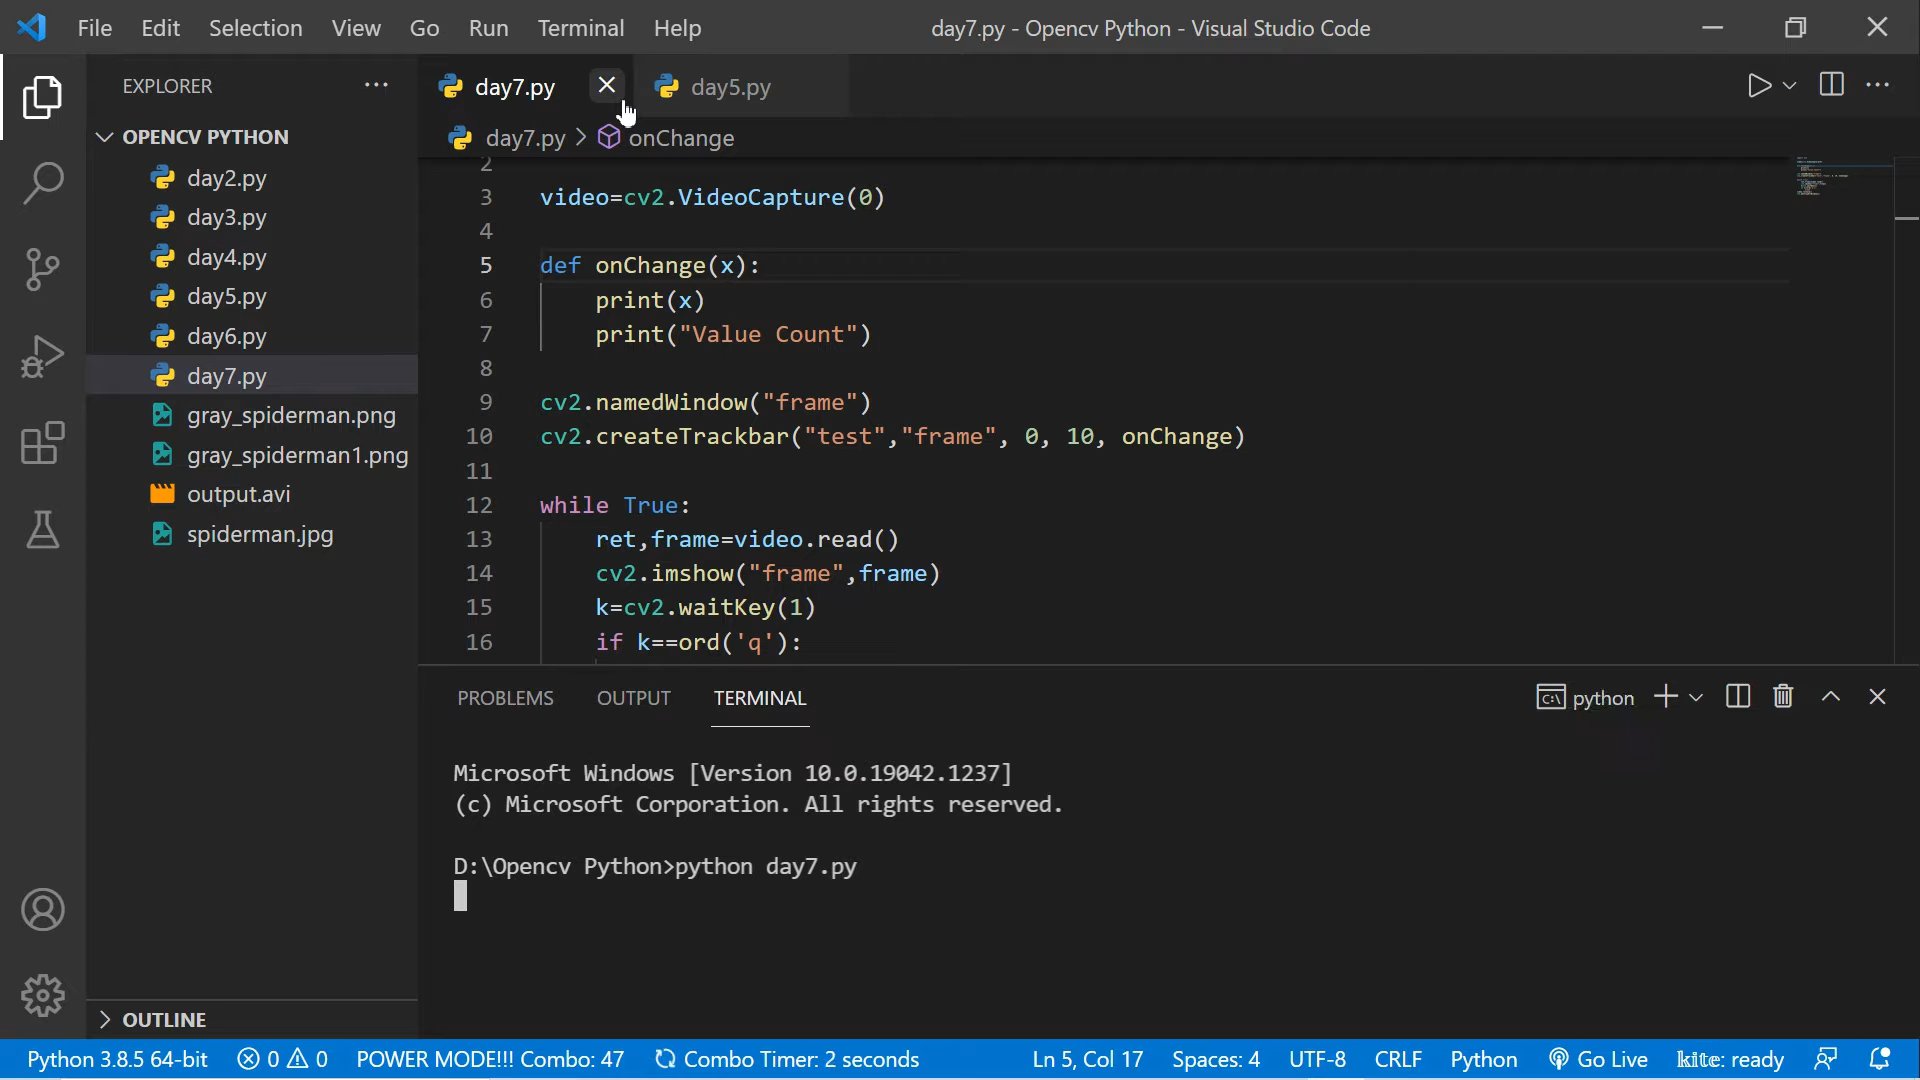 File Edit Selection View Go Run Terminal Help
day7.py - Opencv Python - Visual Studio Code
EXPLORER
OPENCV PYTHON
day2.py
day3.py
day4.py
day5.py
day6.py
day7.py
gray_spiderman.png
gray_spiderman1.png
output.avi
spiderman.jpg
OUTLINE
day7.py day5.py
day7.py > onChange
2
3 video=cv2.VideoCapture(0)
4
5 def onChange(x):
6 print(x)
7 print("Value Count")
8
9 cv2.namedWindow("frame")
10 cv2.createTrackbar("test","frame", 0, 10, onChange)
11
12 while True:
13 ret,frame=video.read()
14 cv2.imshow("frame",frame)
15 k=cv2.waitKey(1)
16 if k==ord('q'):
PROBLEMS OUTPUT TERMINAL
python
Microsoft Windows [Version 10.0.19042.1237]
(c) Microsoft Corporation. All rights reserved.
D:\Opencv Python>python day7.py
Python 3.8.5 64-bit 0 0 POWER MODE!!! Combo: 47 Combo Timer: 2 seconds Ln 5, Col 17 Spaces: 4 UTF-8 CRLF Python Go Live kite: ready